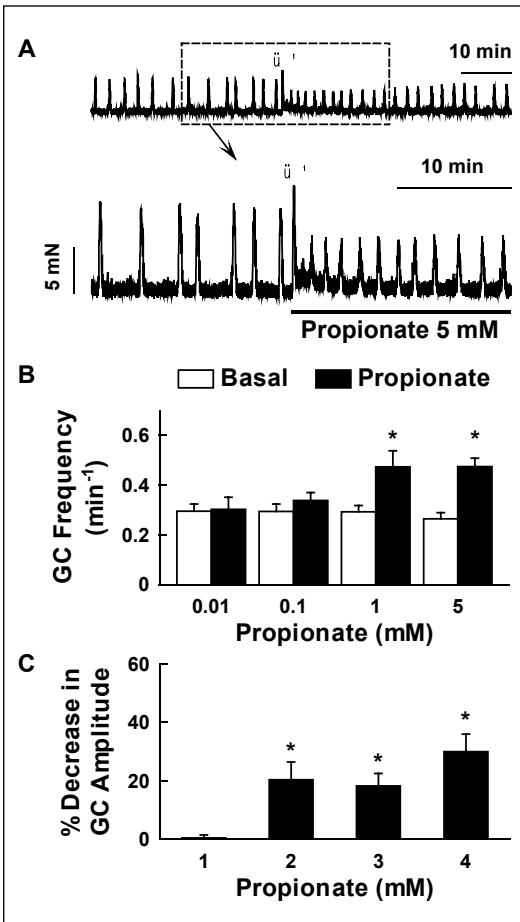 A
ü '
10 min
ü '
10 min
5 mN
Propionate 5 mM
B
Basal Propionate
GC Frequency
(min-1)
0.6
0.4
0.2
0
* *
0.01 0.1 1 5
Propionate (mM)
C
% Decrease in
GC Amplitude
60
40
20
0
* * *
1 2 3 4
Propionate (mM)